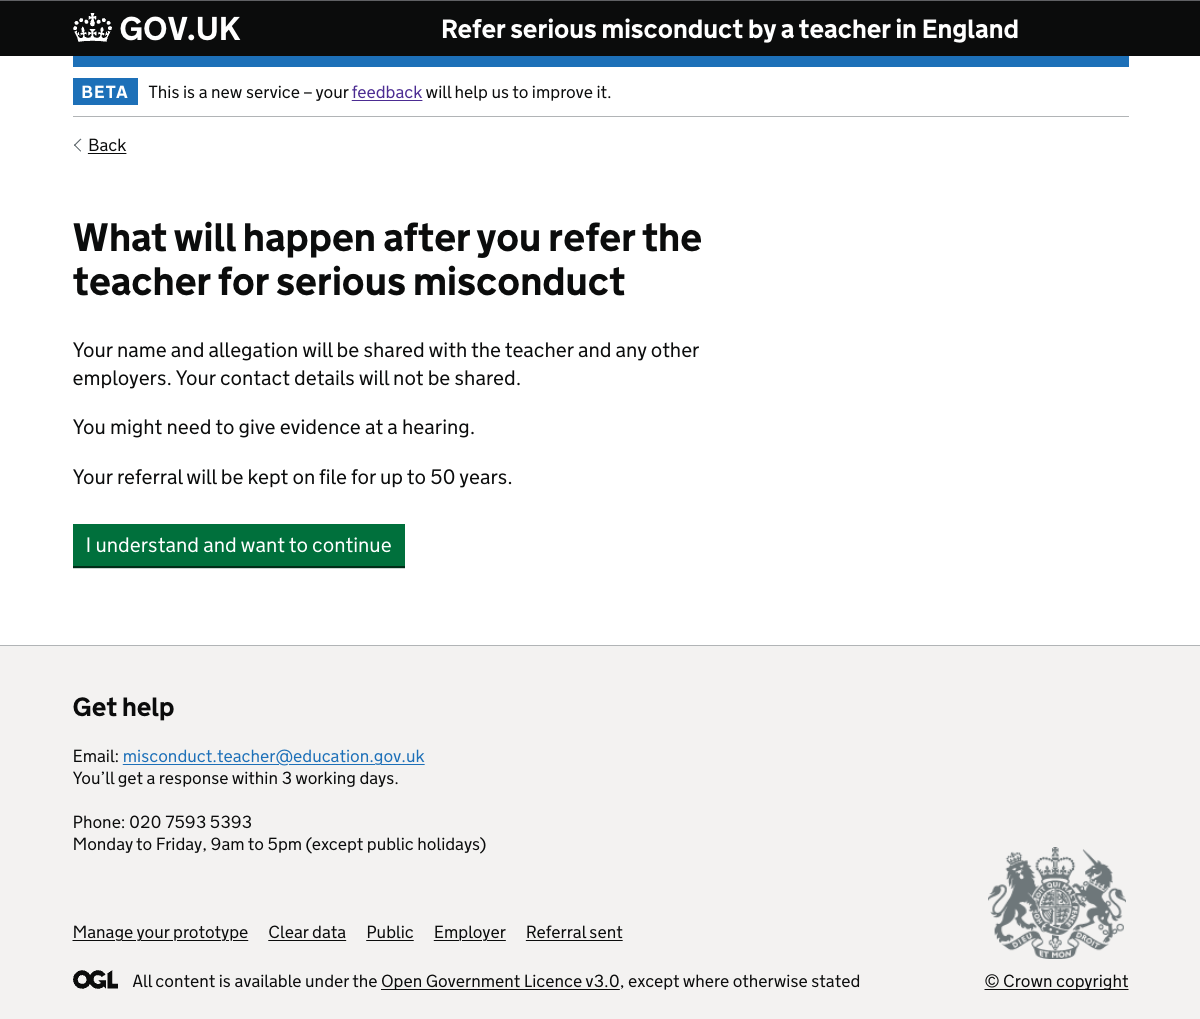 GOV.UK
Refer serious misconduct by a teacher in England
BETA
This is a new service – your feedback will help us to improve it.
Back
What will happen after you refer the
teacher for serious misconduct
Your name and allegation will be shared with the teacher and any other
employers. Your contact details will not be shared.
You might need to give evidence at a hearing.
Your referral will be kept on file for up to 50 years.
I understand and want to continue
Get help
Email: misconduct.teacher@education.gov.uk
You’ll get a response within 3 working days.
Phone: 020 7593 5393
Monday to Friday, 9am to 5pm (except public holidays)
Manage your prototype
Clear data
Public
Employer
Referral sent
OGL
All content is available under the Open Government Licence v3.0, except where otherwise stated
DIEU ET MON DROIT
© Crown copyright